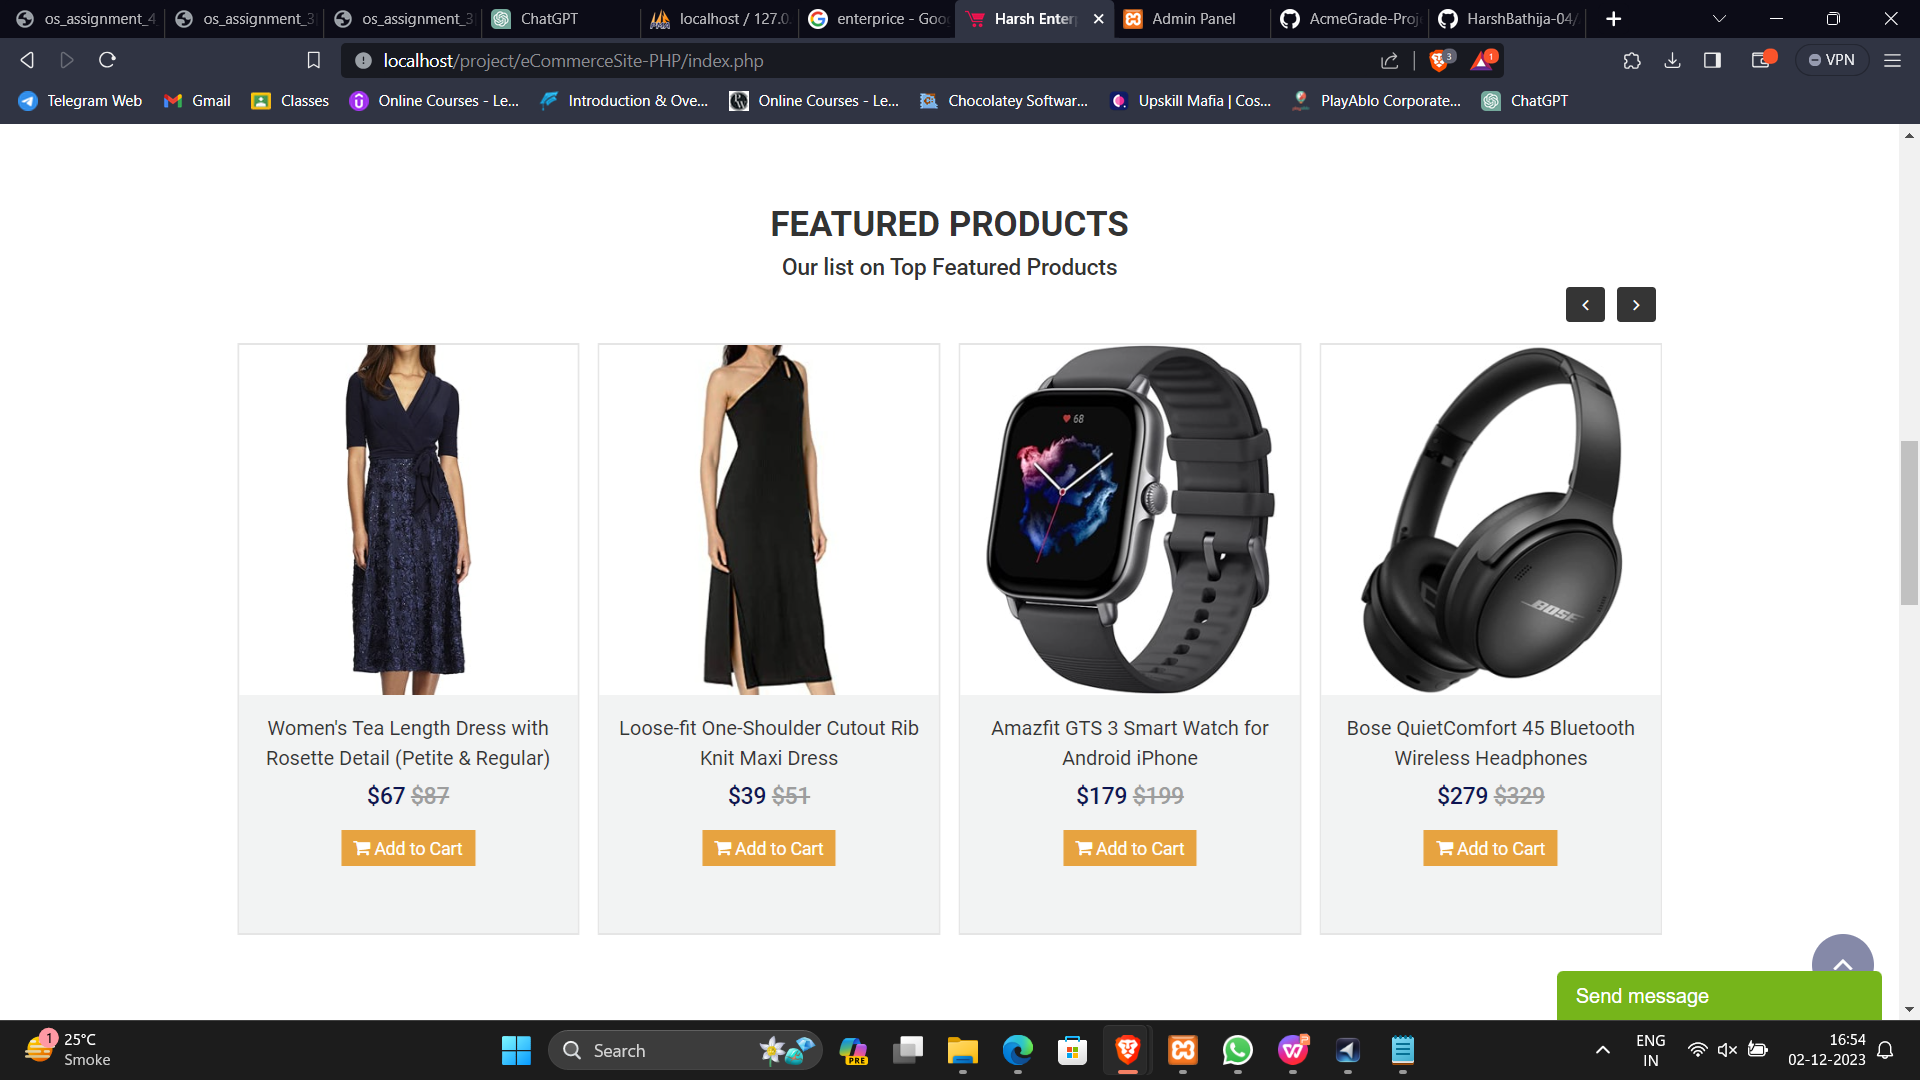 os_assignment_4
os_assignment_3
os_assignment_3
ChatGPT
localhost / 127.0.
enterprice - Goo
Harsh Enter
Admin Panel
AcmeGrade-Proj
HarshBathija-04/
localhost/project/eCommerceSite-PHP/index.php
3
1
VPN
Telegram Web
Gmail
Classes
Online Courses - Le...
Introduction & Ove...
Online Courses - Le...
Chocolatey Softwar...
Upskill Mafia | Cos...
PlayAblo Corporate...
ChatGPT
FEATURED PRODUCTS
Our list on Top Featured Products
68
BOSE
Women's Tea Length Dress with
Rosette Detail (Petite & Regular)
$67 $87
Add to Cart
Loose-fit One-Shoulder Cutout Rib
Knit Maxi Dress
$39 $51
Add to Cart
Amazfit GTS 3 Smart Watch for
Android iPhone
$179 $199
Add to Cart
Bose QuietComfort 45 Bluetooth
Wireless Headphones
$279 $329
Add to Cart
Send message
1
25°C
Smoke
Search
PRE
ENG
IN
16:54
02-12-2023